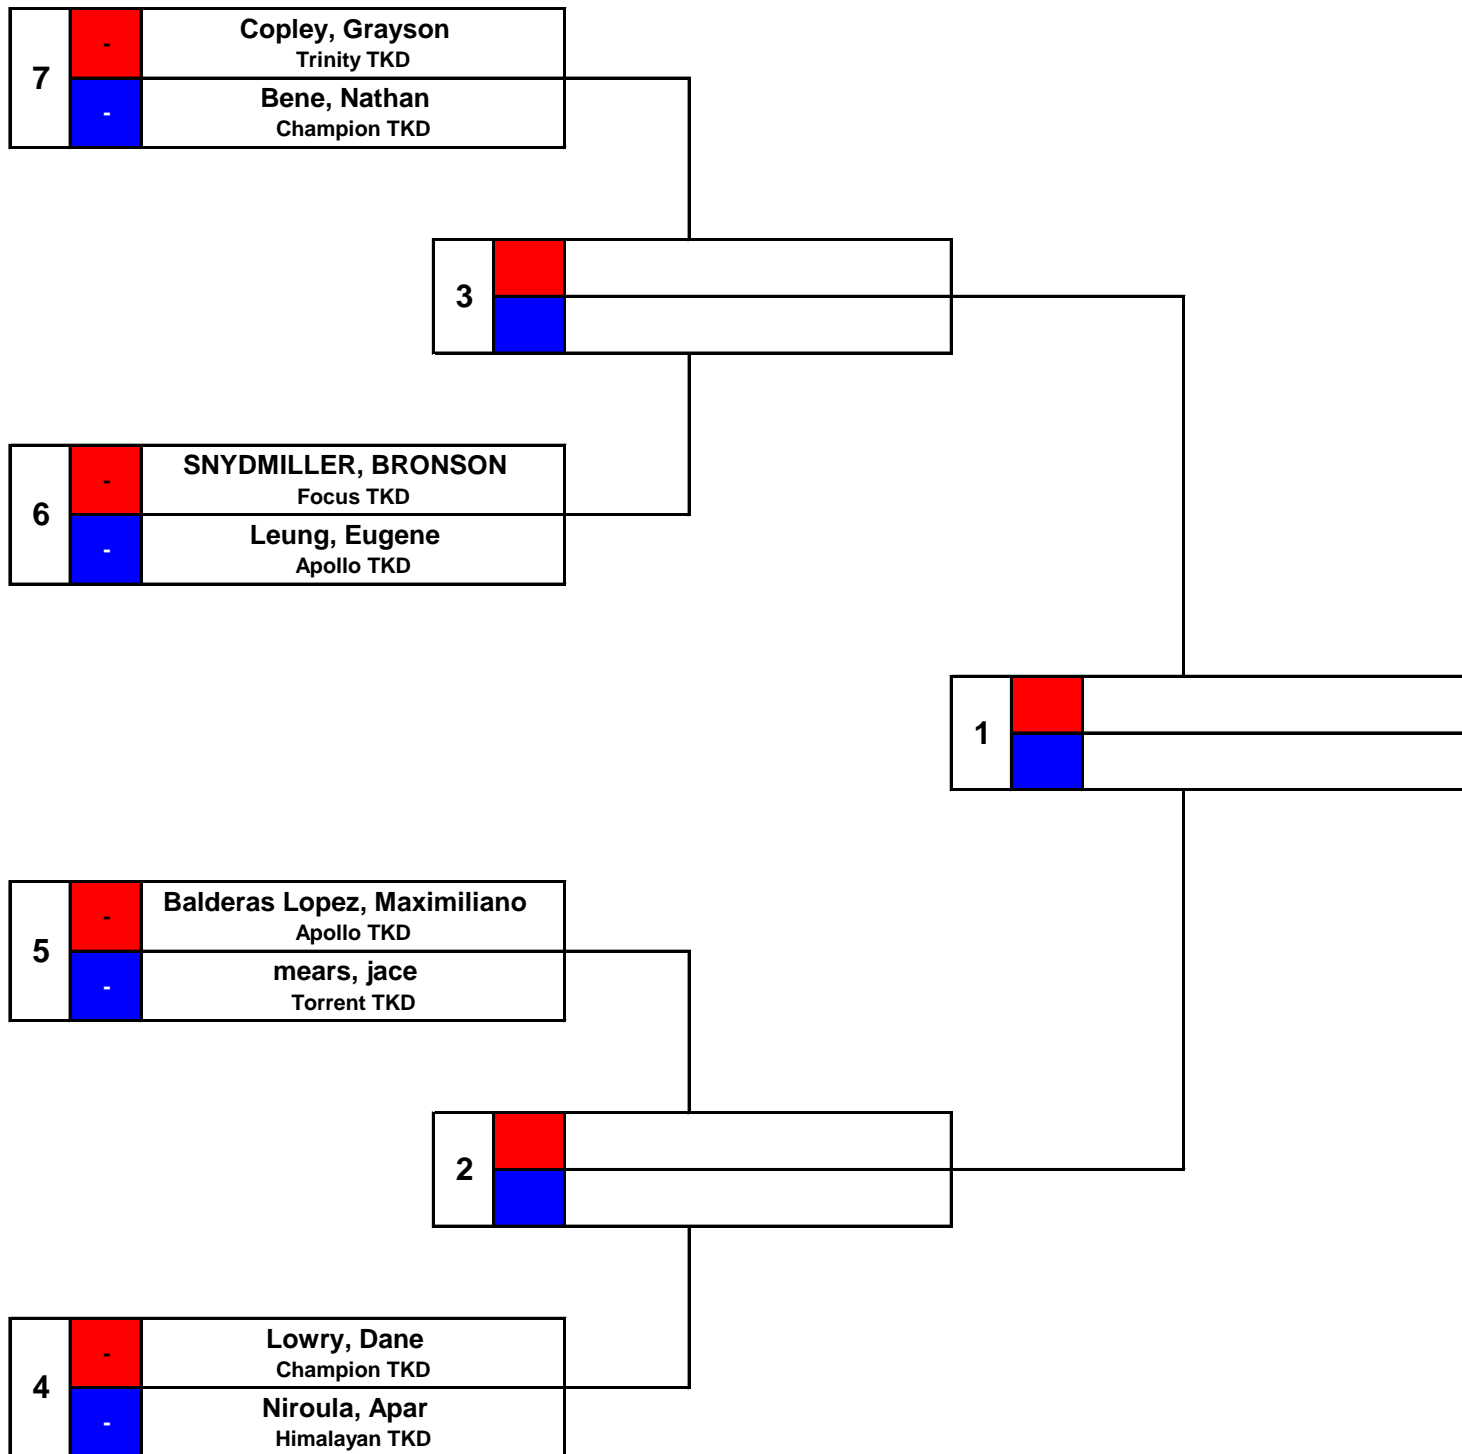 7
-
Copley, Grayson
Trinity TKD
-
Bene, Nathan
Champion TKD
3
6
-
SNYDMILLER, BRONSON
Focus TKD
-
Leung, Eugene
Apollo TKD
1
5
-
Balderas Lopez, Maximiliano
Apollo TKD
-
mears, jace
Torrent TKD
2
4
-
Lowry, Dane
Champion TKD
-
Niroula, Apar
Himalayan TKD